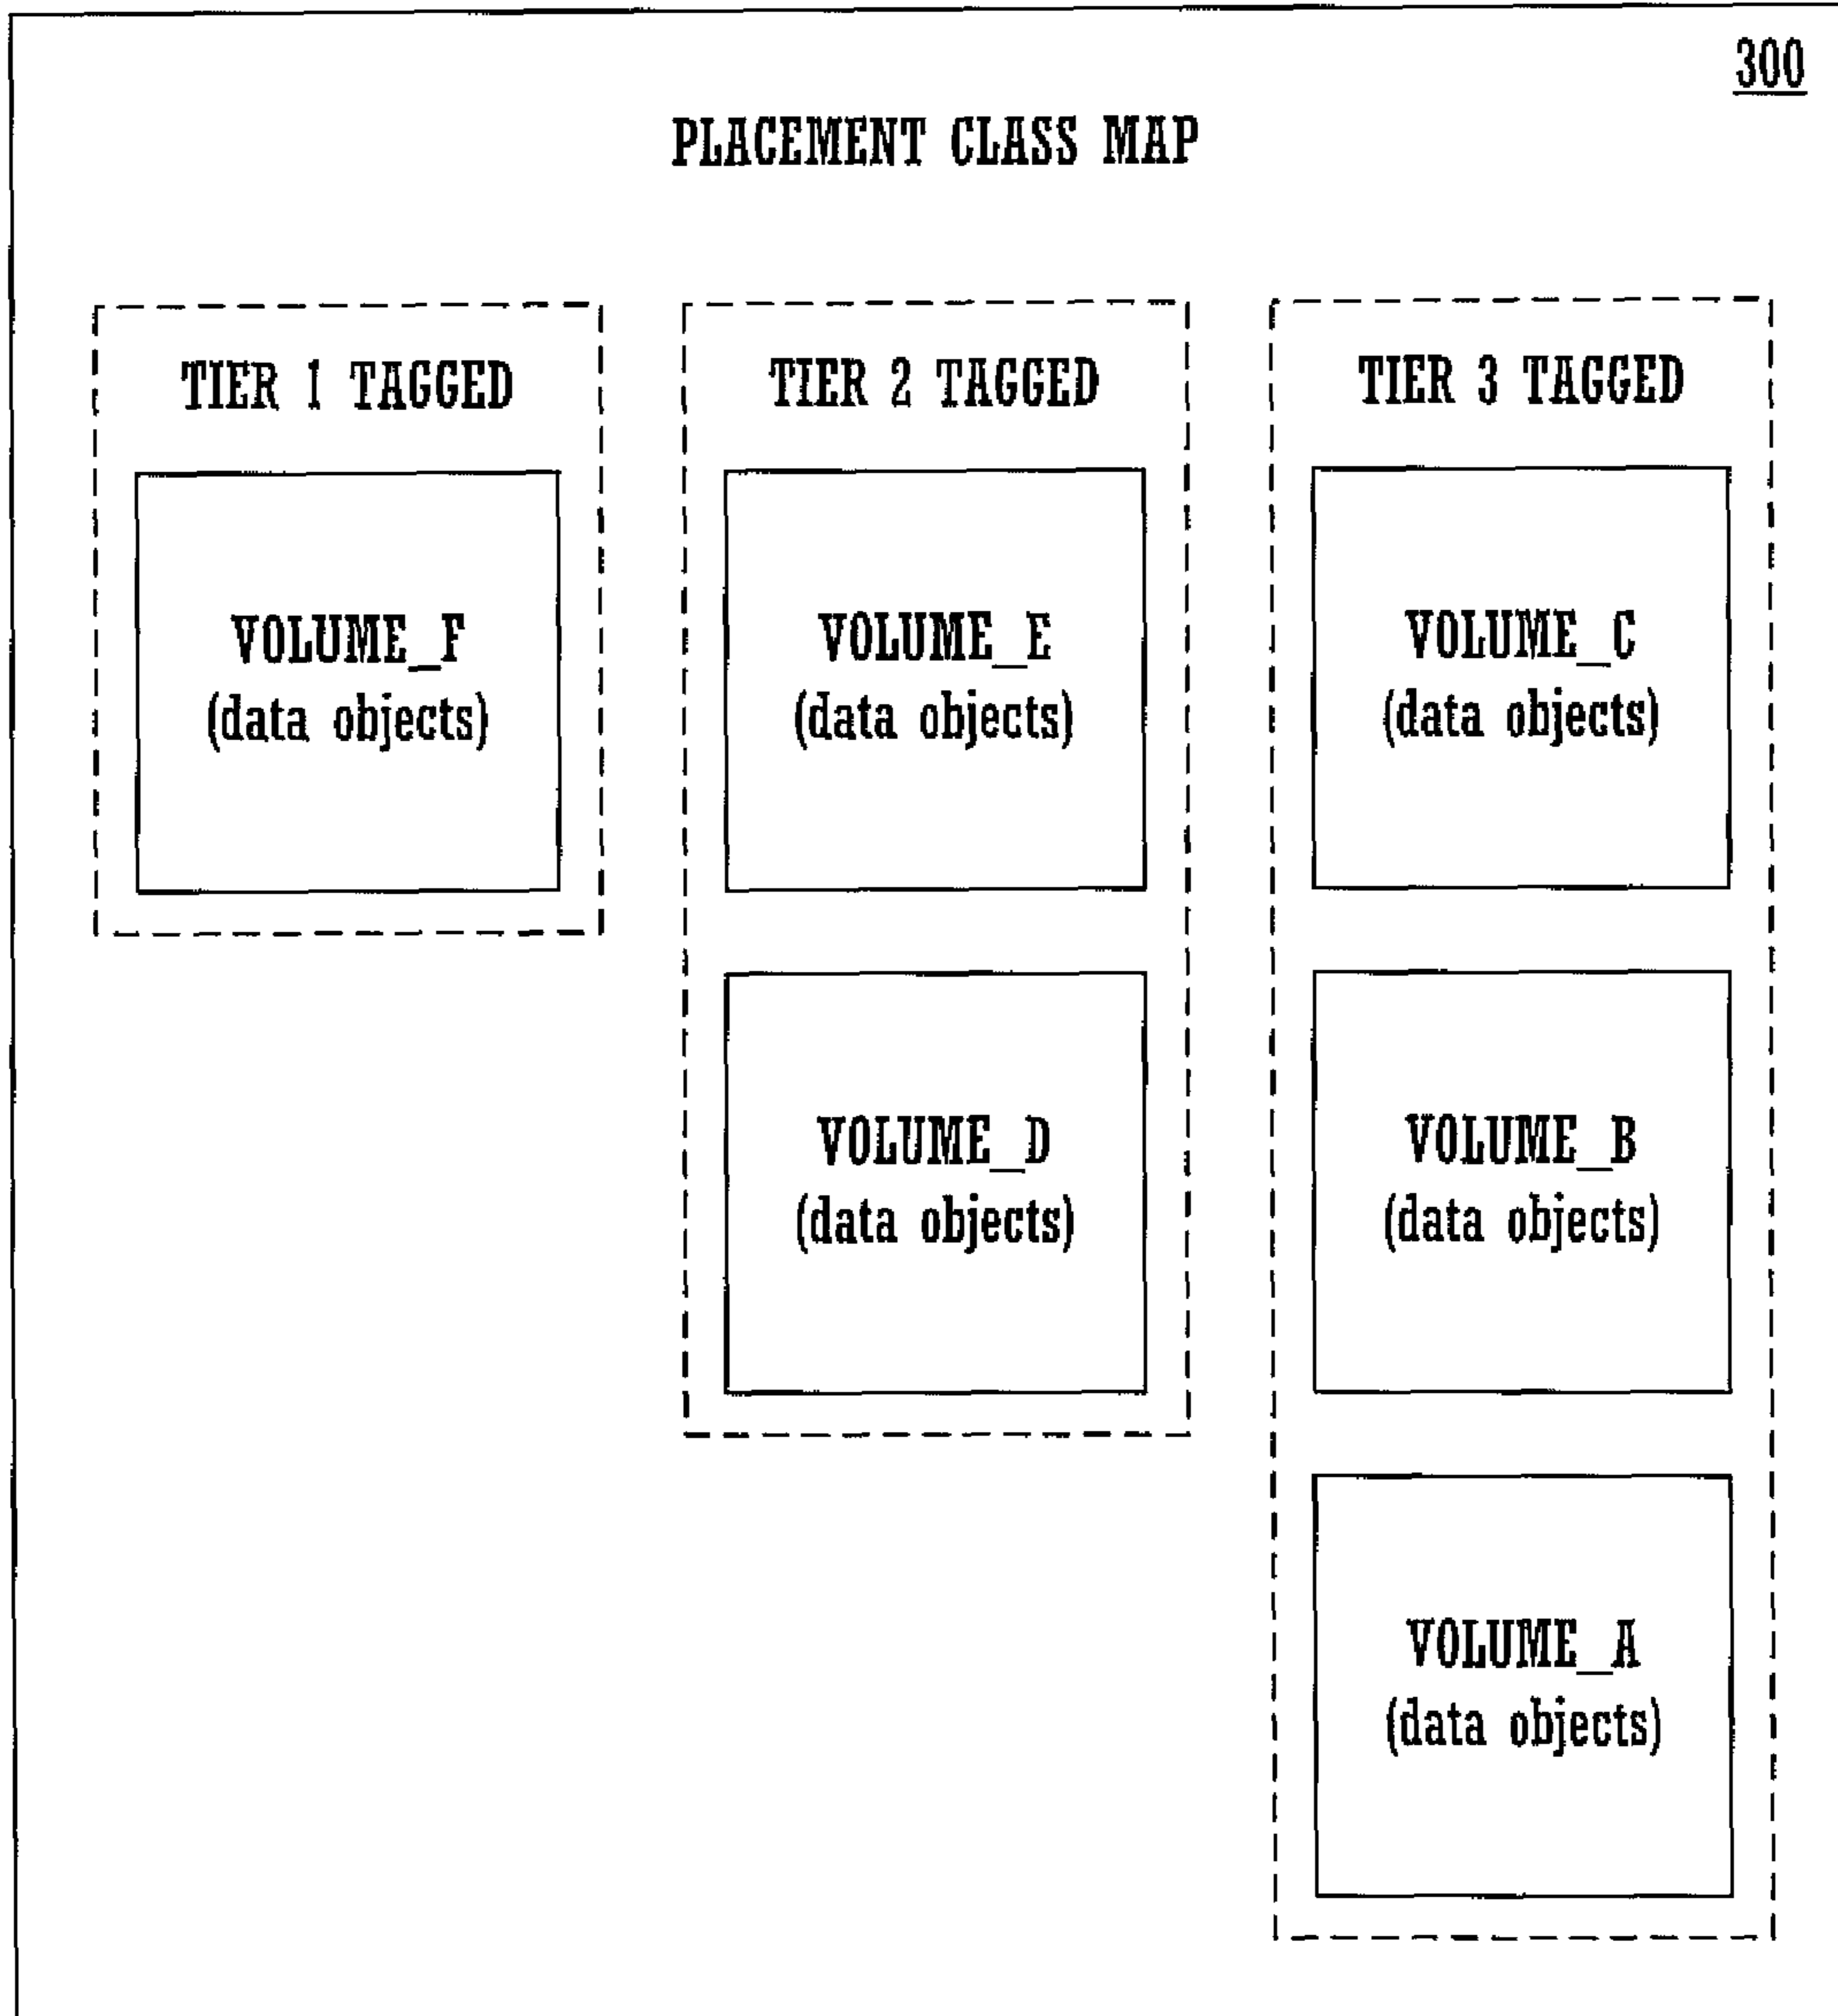 300
PLACEMENT CLASS MAP
TIER 1 TAGGED
VOLUME_F
(data objects)
TIER 2 TAGGED
VOLUME_E
(data objects)
VOLUME_D
(data objects)
TIER 3 TAGGED
VOLUME_C
(data objects)
VOLUME_B
(data objects)
VOLUME_A
(data objects)